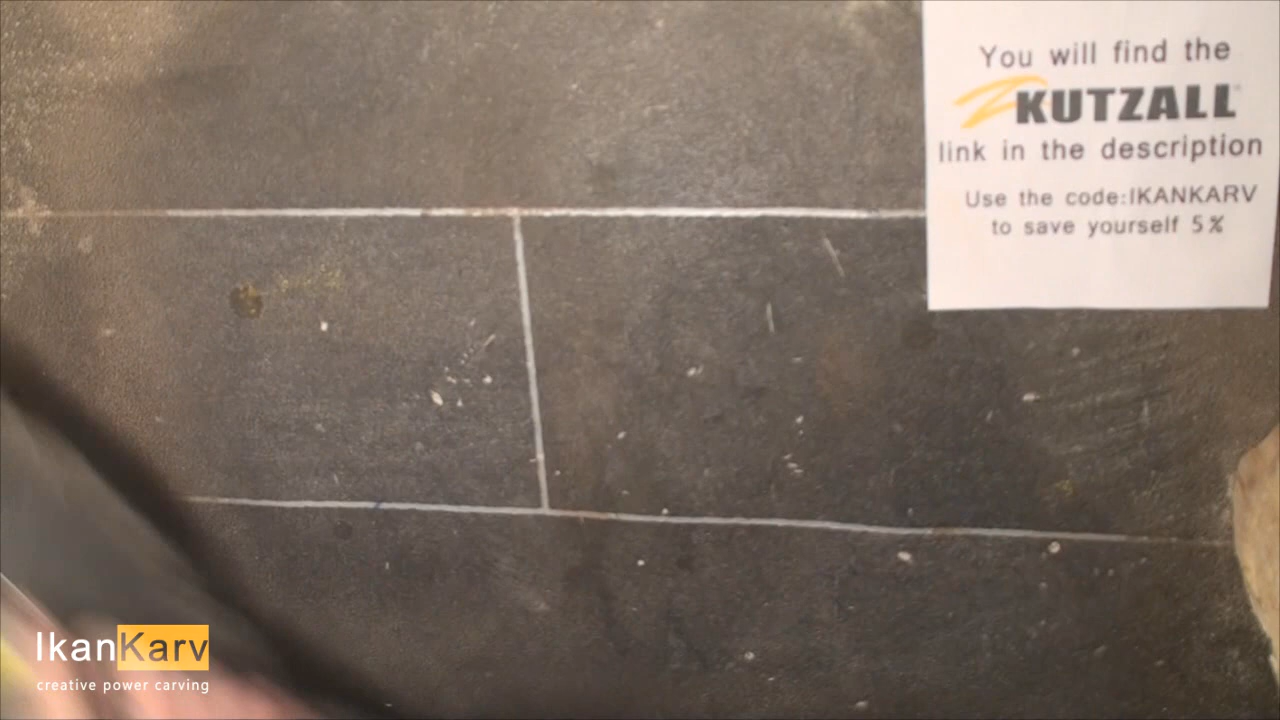 You will find the
KUTZALL
link in the description
Use the code:IKANKARV
to save yourself 5%
IkanKarv
creative power carving